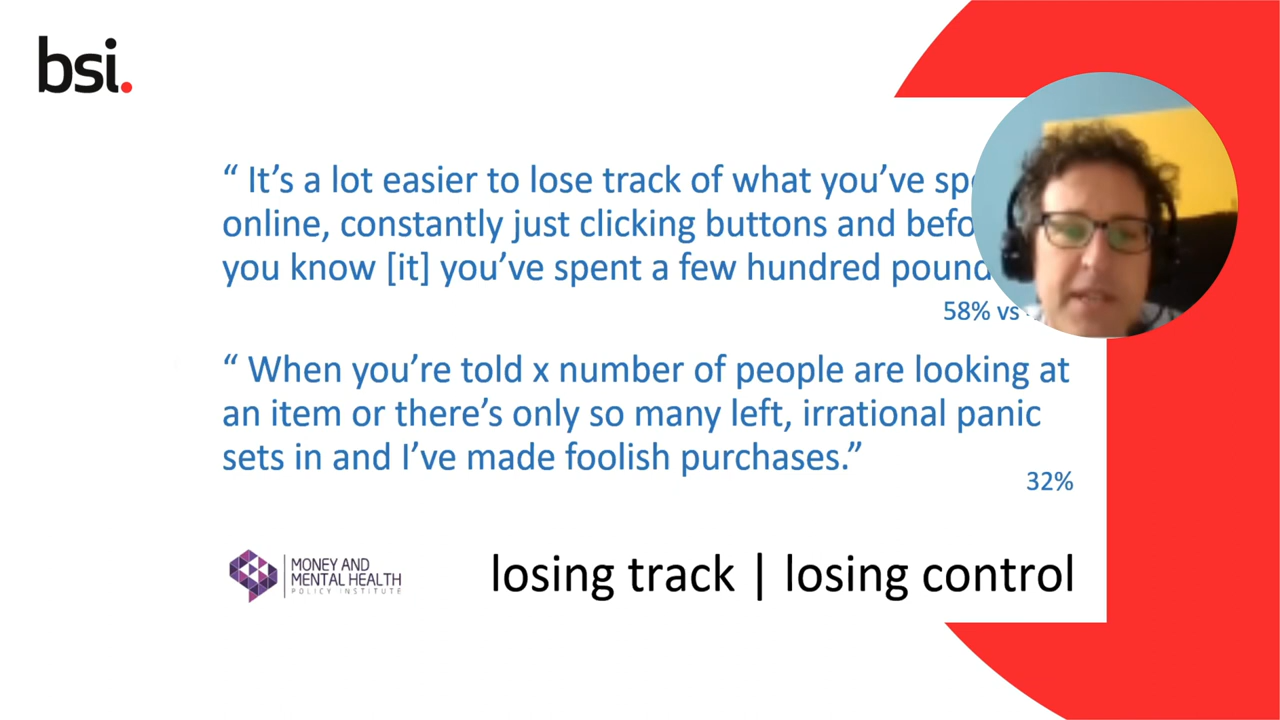 bsi.
“ It’s a lot easier to lose track of what you’ve
online, constantly just clicking buttons and
you know [it] you’ve spent a few hundred
58% vs
“ When you’re told x number of people are looking at
an item or there’s only so many left, irrational panic
sets in and I’ve made foolish purchases.”
32%
MONEY AND
MENTAL HEALTH
POLICY INSTITUTE
losing track | losing control